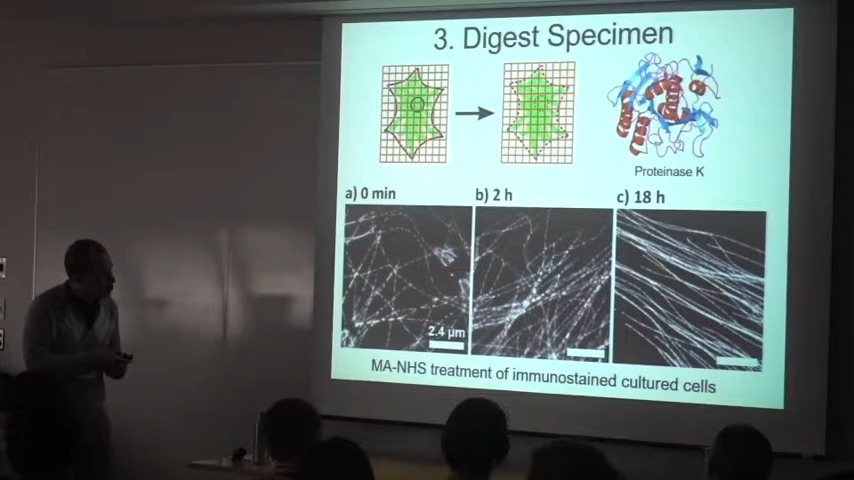 3. Digest Specimen
Proteinase K
a) 0 min
b) 2 h
c) 18 h
2.4 µm
MA-NHS treatment of immunostained cultured cells